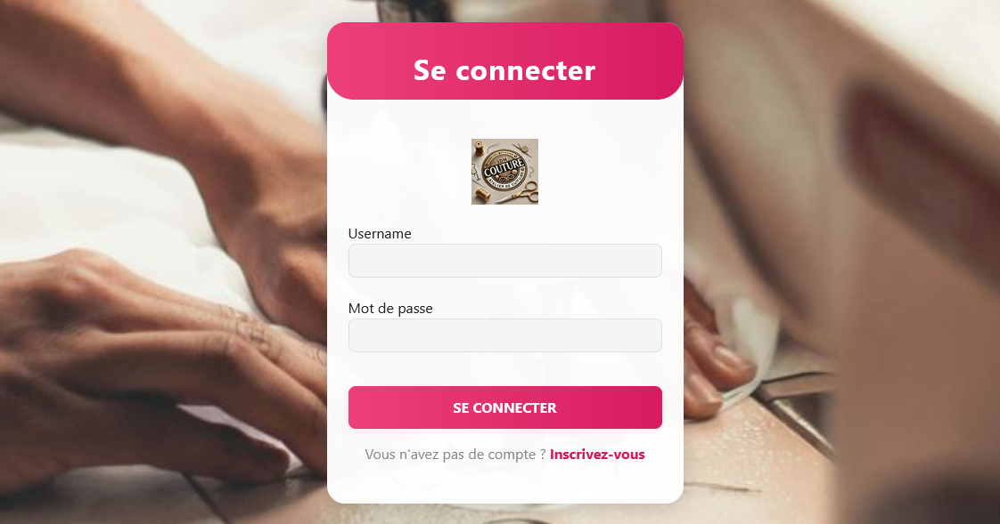 Se connecter
COUTURE
Username
Mot de passe
SE CONNECTER
Vous n'avez pas de compte ? Inscrivez-vous